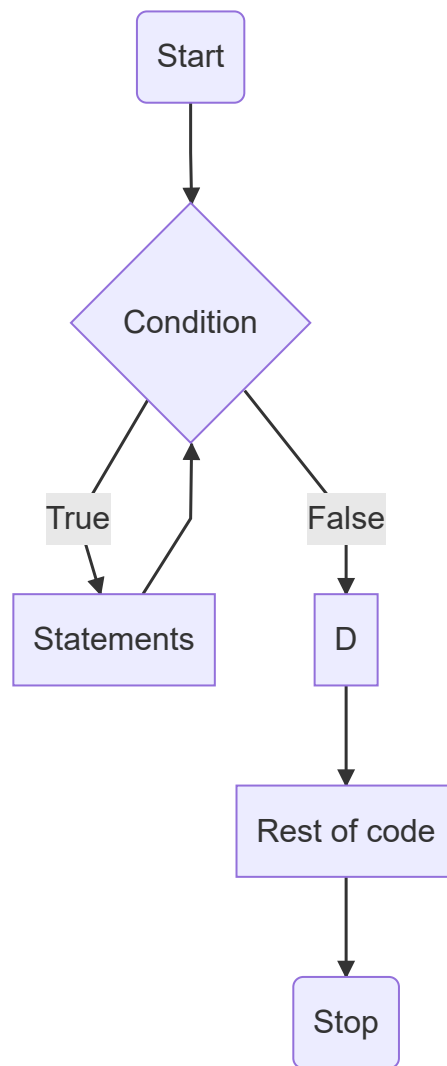 Start
Condition
True
False
Statements
D
Rest of code
Stop